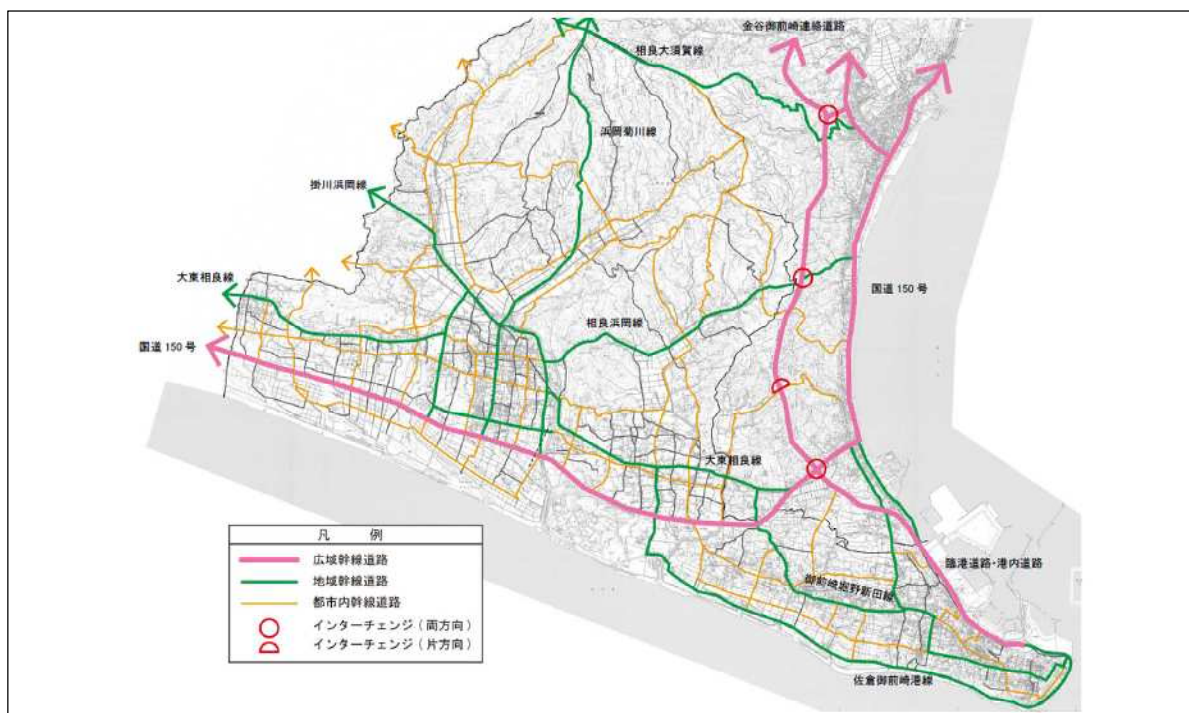 金谷御前崎連絡道路
相良大須賀線
浜岡菊川線
掛川浜岡線
大東相良線
国道 150 号
相良浜岡線
国道 150 号
大東相良線
臨港道路・港内道路
御前崎堀野新田線
佐倉御前崎港線
凡 例
広域幹線道路
地域幹線道路
都市内幹線道路
インターチェンジ（両方向）
インターチェンジ（片方向）